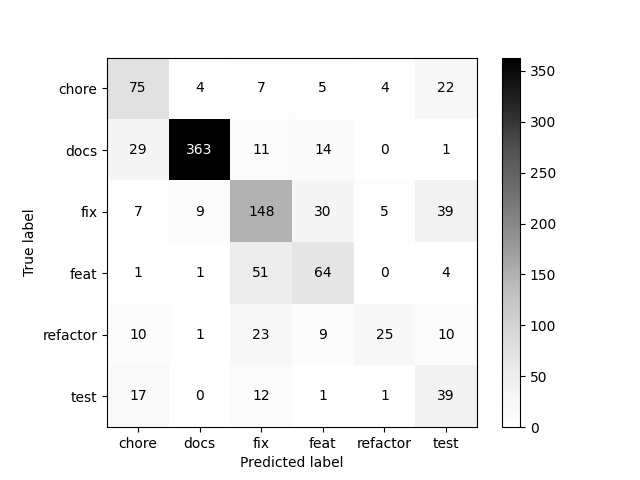 chore 75 4 7 5 4 22
docs 29 363 11 14 0 1
fix 7 9 148 30 5 39
feat 1 1 51 64 0 4
refactor 10 1 23 9 25 10
test 17 0 12 1 1 39
chore docs fix feat refactor test
Predicted label
True label
350
300
250
200
150
100
50
0